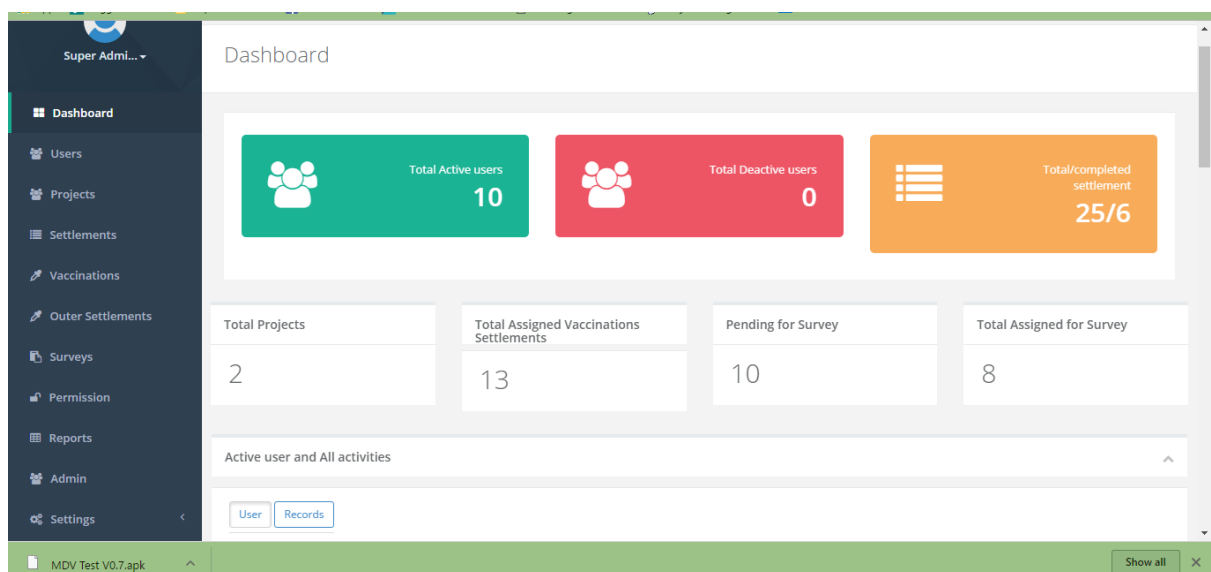 Super Admi...
Dashboard
Dashboard
Users
Projects
Settlements
Vaccinations
Outer Settlements
Surveys
Permission
Reports
Admin
Settings
Total Active users
10
Total Deactive users
0
Total/completed
settlement
25/6
Total Projects
2
Total Assigned Vaccinations
Settlements
13
Pending for Survey
10
Total Assigned for Survey
8
Active user and All activities
User
Records
MDV Test V0.7.apk
Show all